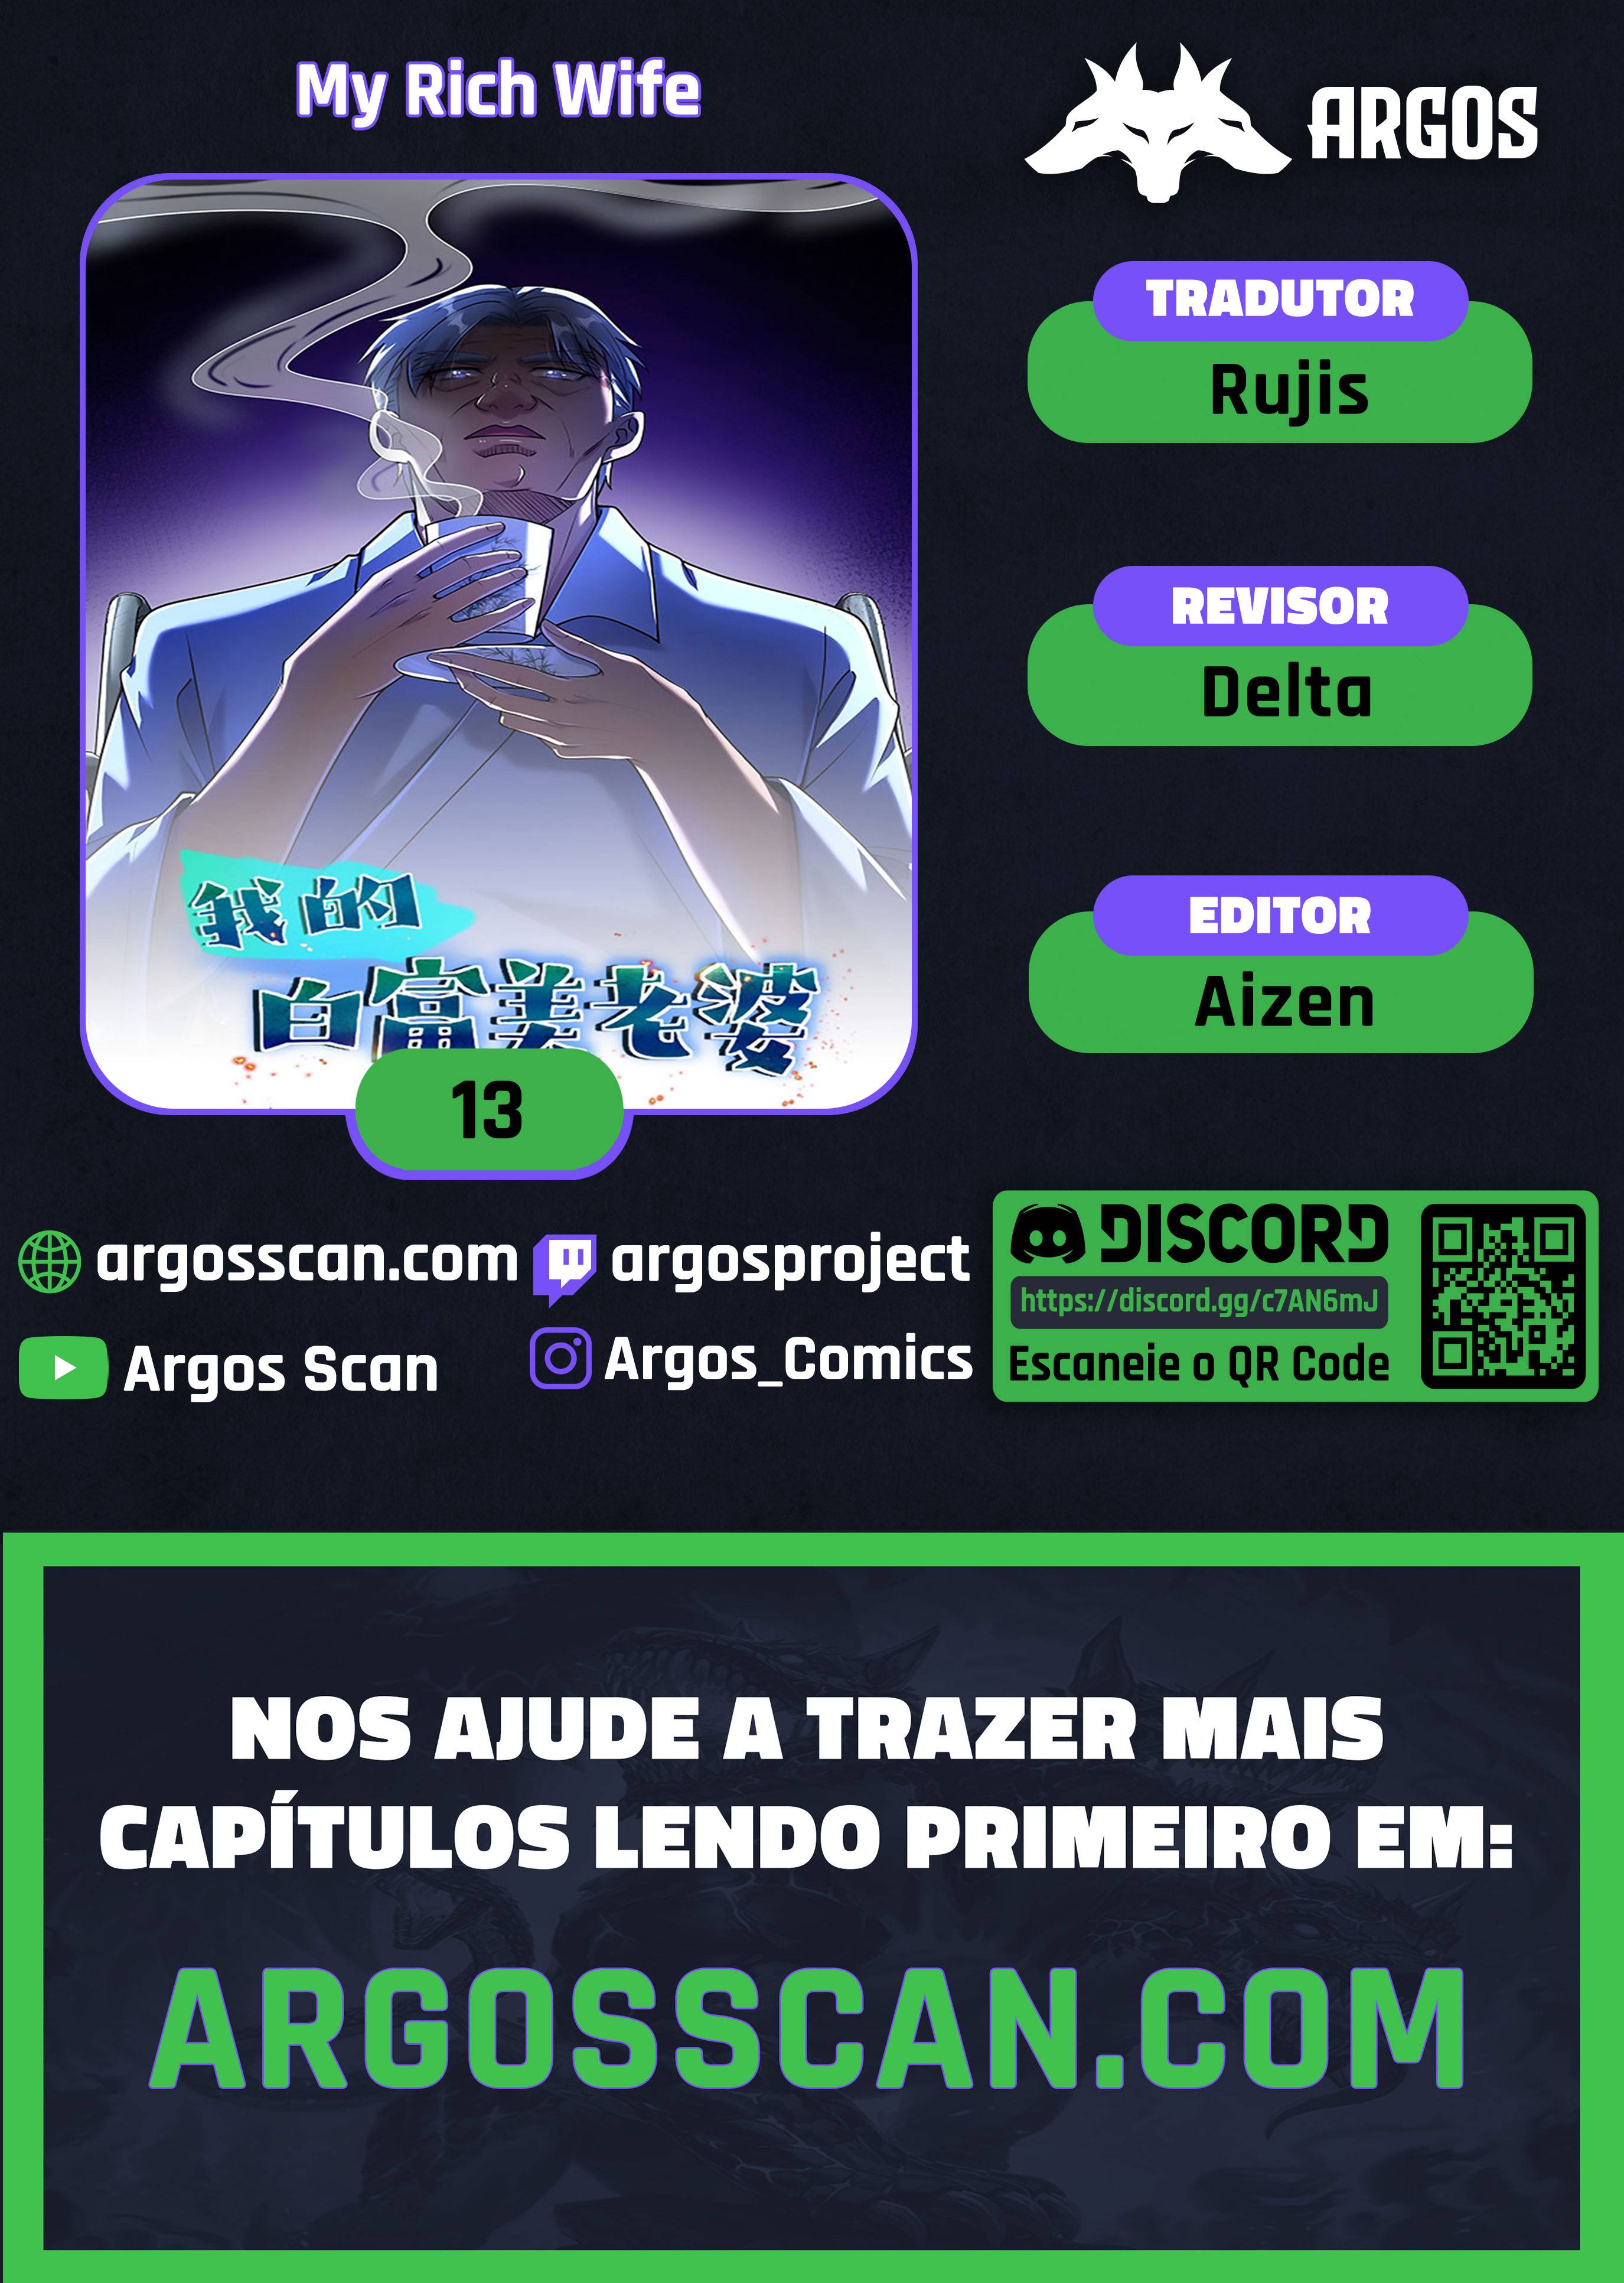 My Rich Wife
ARGOS
TRADUTOR
Rujis
REVISOR
Delta
EDITOR
Aizen
我的
白富美老婆
13
argosscan.com
argosproject
Argos Scan
Argos_Comics
DISCORD
https://discord.gg/c7AN6mJ
Escaneie o QR Code
NOS AJUDE A TRAZER MAIS
CAPÍTULOS LENDO PRIMEIRO EM:
ARGOSSCAN.COM